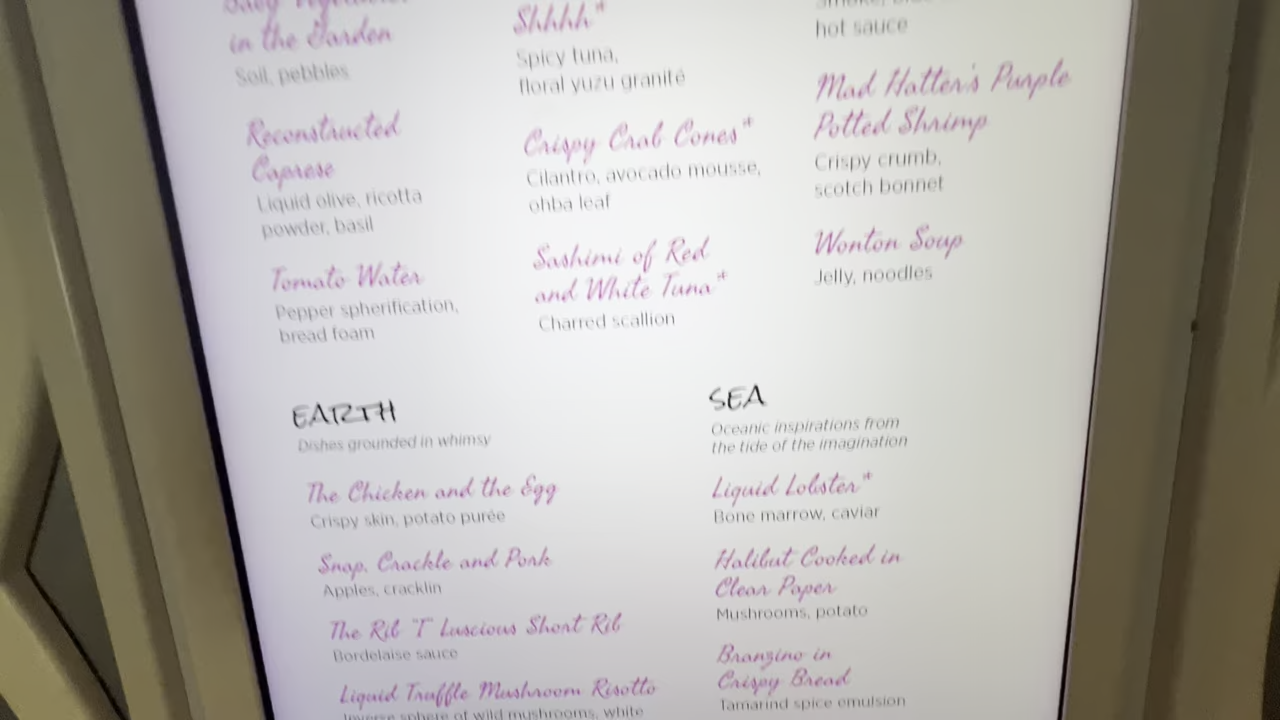 in the Garden
Soil, pebbles
Reconstructed
Caprese
Liquid olive, ricotta
powder, basil
Tomato Water
Pepper spherification,
bread foam
Shhhh*
Spicy tuna,
floral yuzu granité
Crispy Crab Cones*
Cilantro, avocado mousse,
ohba leaf
Sashimi of Red
and White Tuna*
Charred scallion
hot sauce
Mad Hatter's Purple
Potted Shrimp
Crispy crumb,
scotch bonnet
Wonton Soup
Jelly, noodles
EARTH
Dishes grounded in whimsy
The Chicken and the Egg
Crispy skin, potato purée
Snap, Crackle and Pork
Apples, cracklin
The Rib "T" Luscious Short Rib
Bordelaise sauce
Liquid Truffle Mushroom Risotto
Inverse sphere of wild mushrooms, white
SEA
Oceanic inspirations from
the tide of the imagination
Liquid Lobster*
Bone marrow, caviar
Halibut Cooked in
Clear Paper
Mushrooms, potato
Branzino in
Crispy Bread
Tamarind spice emulsion